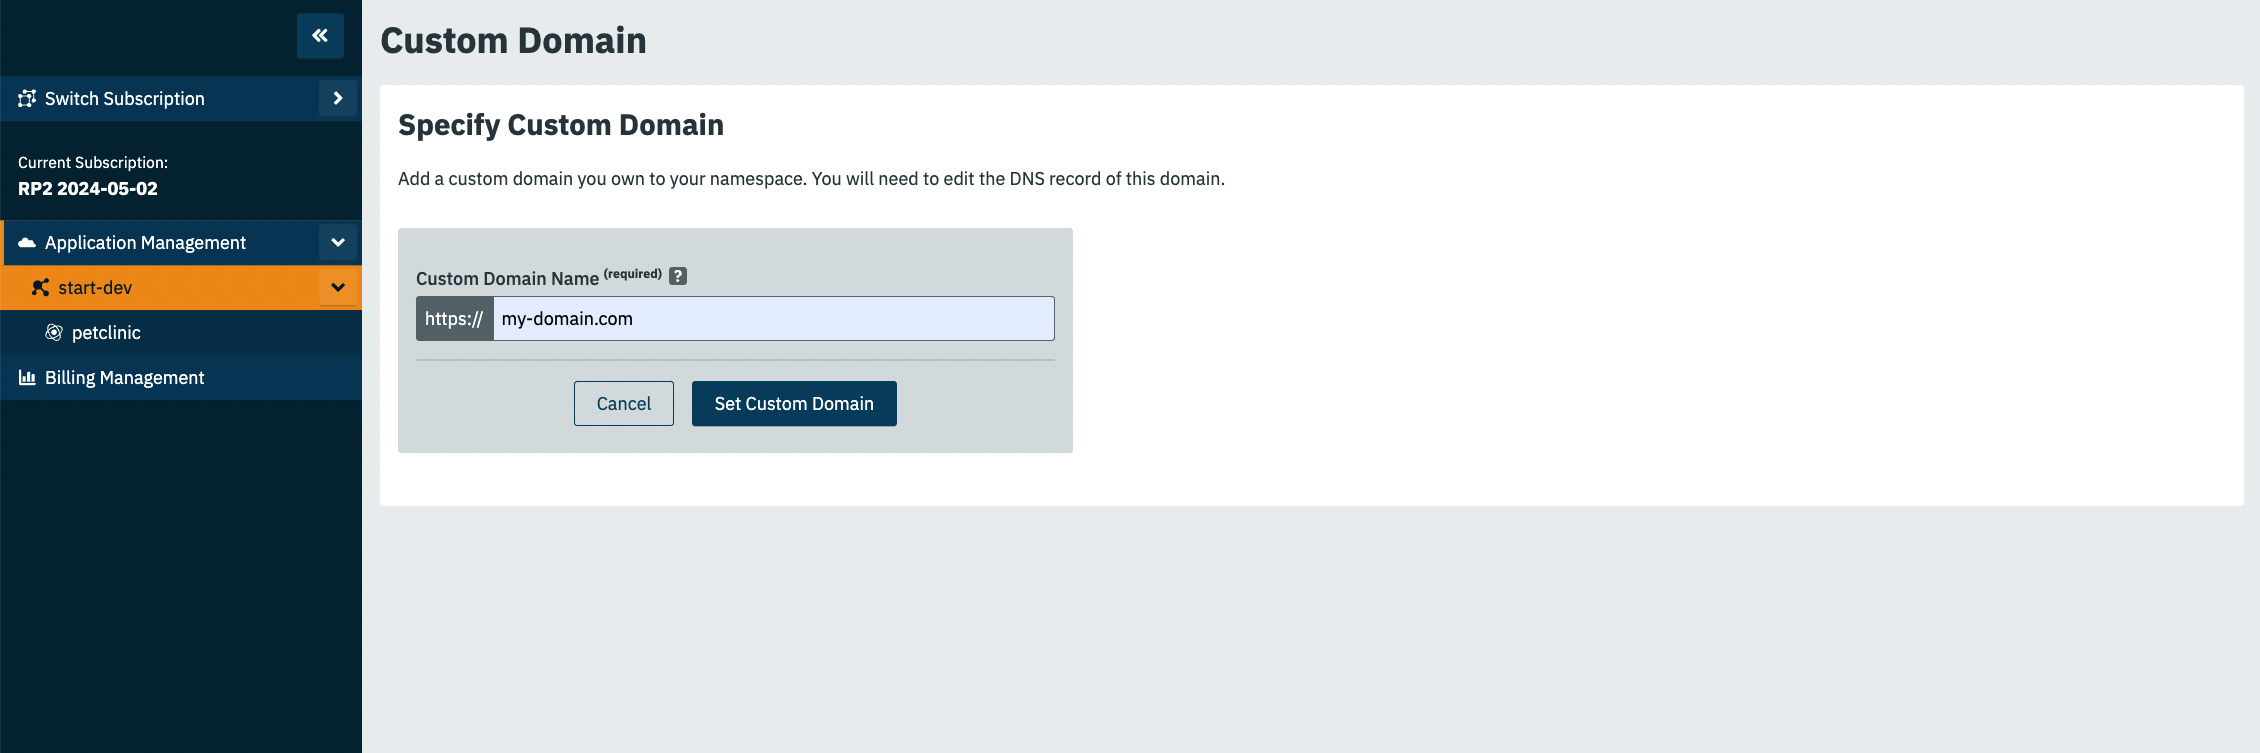 Switch Subscription
Current Subscription:
RP2 2024-05-02
Application Management
start-dev
petclinic
Billing Management
Custom Domain
Specify Custom Domain
Add a custom domain you own to your namespace. You will need to edit the DNS record of this domain.
Custom Domain Name (required) ?
https:// my-domain.com
Cancel Set Custom Domain